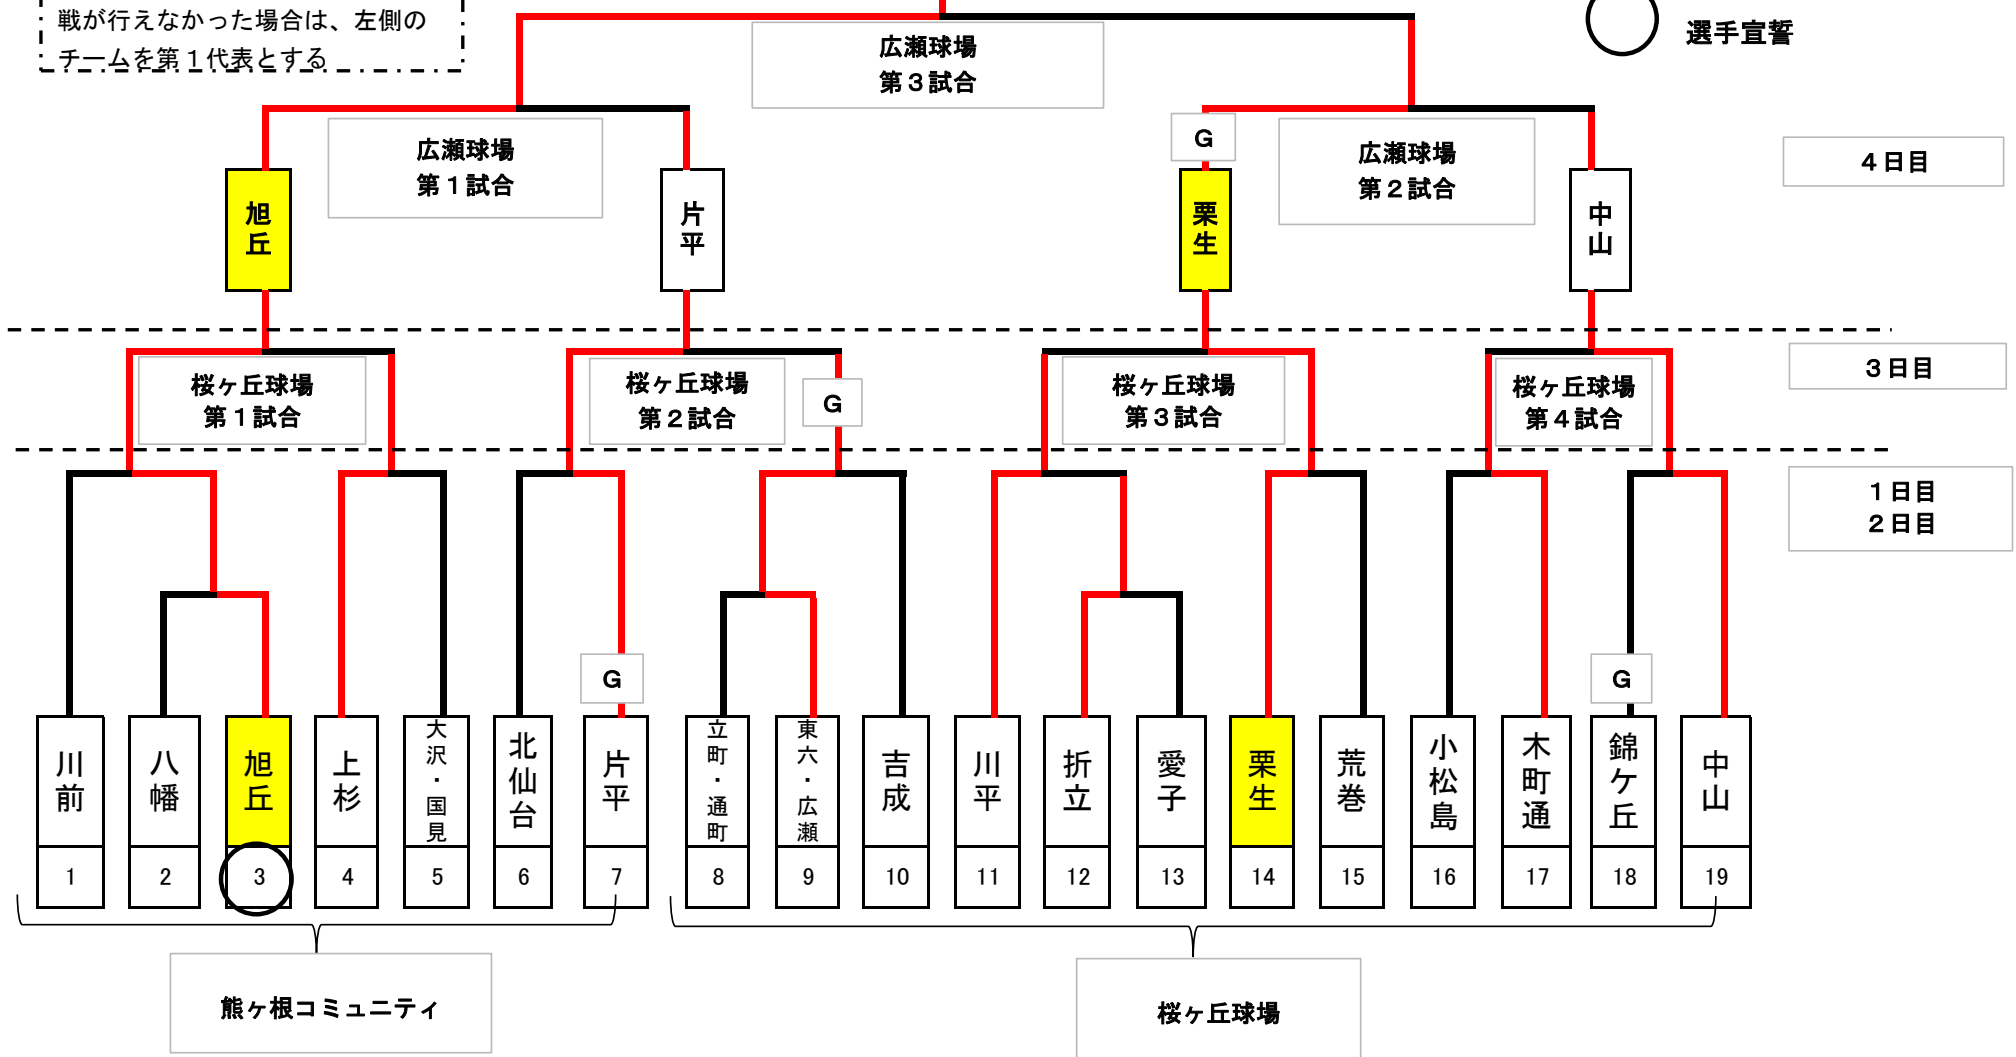 戦が行えなかった場合は、左側の
チームを第１代表とする
選手宣誓
広瀬球場
第３試合
広瀬球場
第１試合
G
広瀬球場
第２試合
４日目
旭丘
片平
栗生
中山
３日目
桜ヶ丘球場
第１試合
桜ヶ丘球場
第２試合
G
桜ヶ丘球場
第３試合
桜ヶ丘球場
第４試合
１日目
２日目
G
G
川前
八幡
旭丘
上杉
大沢・国見
北仙台
片平
立町・通町
東六・広瀬
吉成
川平
折立
愛子
栗生
荒巻
小松島
木町通
錦ケ丘
中山
1
2
3
4
5
6
7
8
9
10
11
12
13
14
15
16
17
18
19
熊ヶ根コミュニティ
桜ヶ丘球場